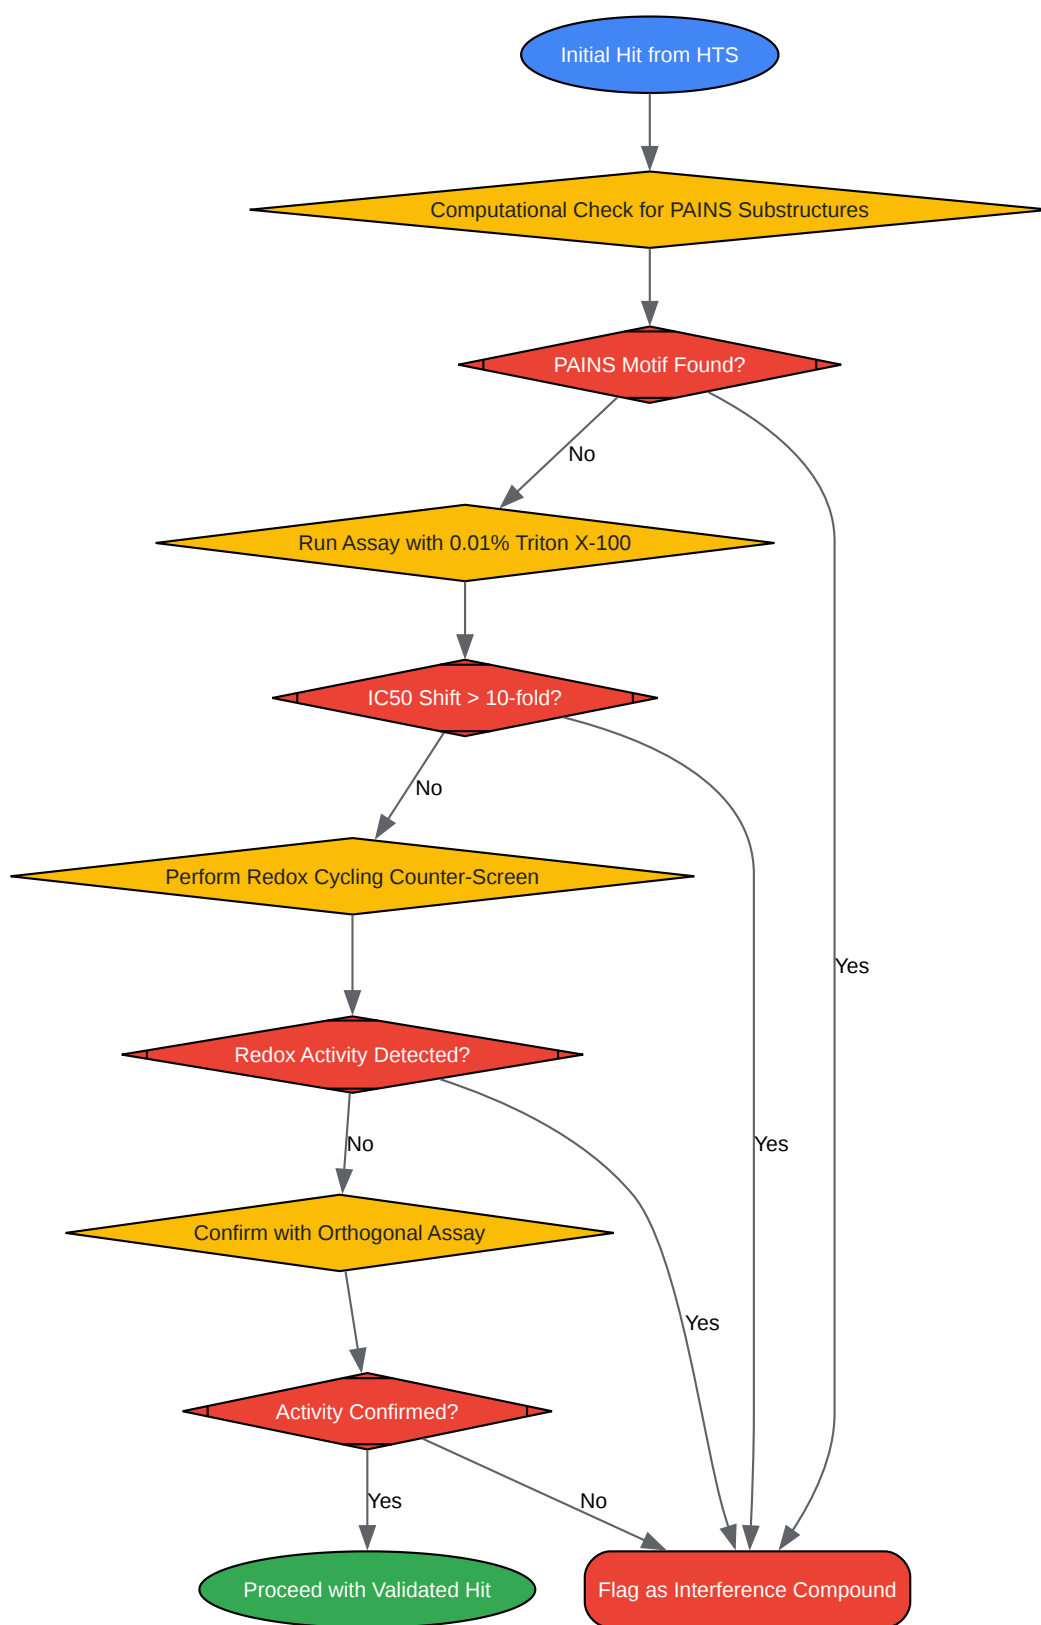 Initial Hit from HTS
Computational Check for PAINS Substructures
PAINS Motif Found?
No
Run Assay with 0.01% Triton X-100
IC50 Shift > 10-fold?
No
Perform Redox Cycling Counter-Screen
Yes
Redox Activity Detected?
No
Yes
Confirm with Orthogonal Assay
Yes
Activity Confirmed?
Yes
No
Proceed with Validated Hit
Flag as Interference Compound